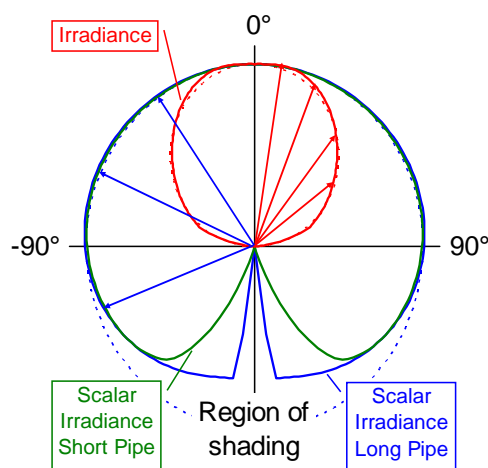 0°
Irradiance
-90°
90°
Scalar
Irradiance
Short Pipe
Region of
shading
Scalar
Irradiance
Long Pipe